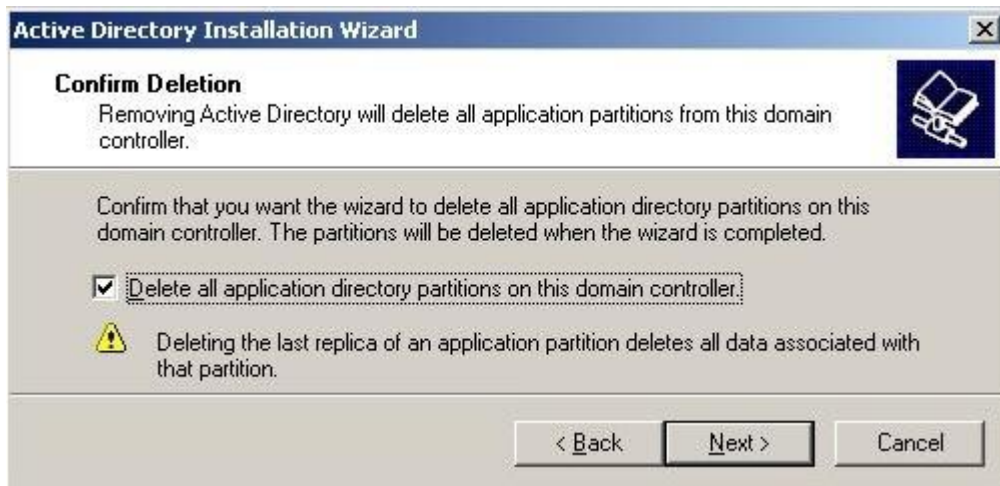 Active Directory Installation Wizard
Confirm Deletion
Removing Active Directory will delete all application partitions from this domain
controller.
Confirm that you want the wizard to delete all application directory partitions on this
domain controller. The partitions will be deleted when the wizard is completed.
Delete all application directory partitions on this domain controller.
Deleting the last replica of an application partition deletes all data associated with
that partition.
< Back Next > Cancel